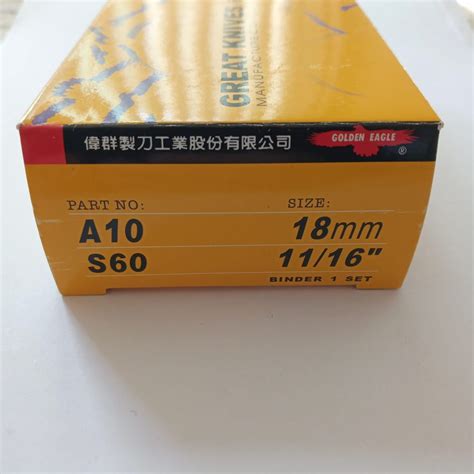 GREAT KNIVES
偉群製刀工業股份有限公司
GOLDEN EAGLE
®
PART NO: SIZE:
A10 18mm
S60 11/16"
BINDER 1 SET